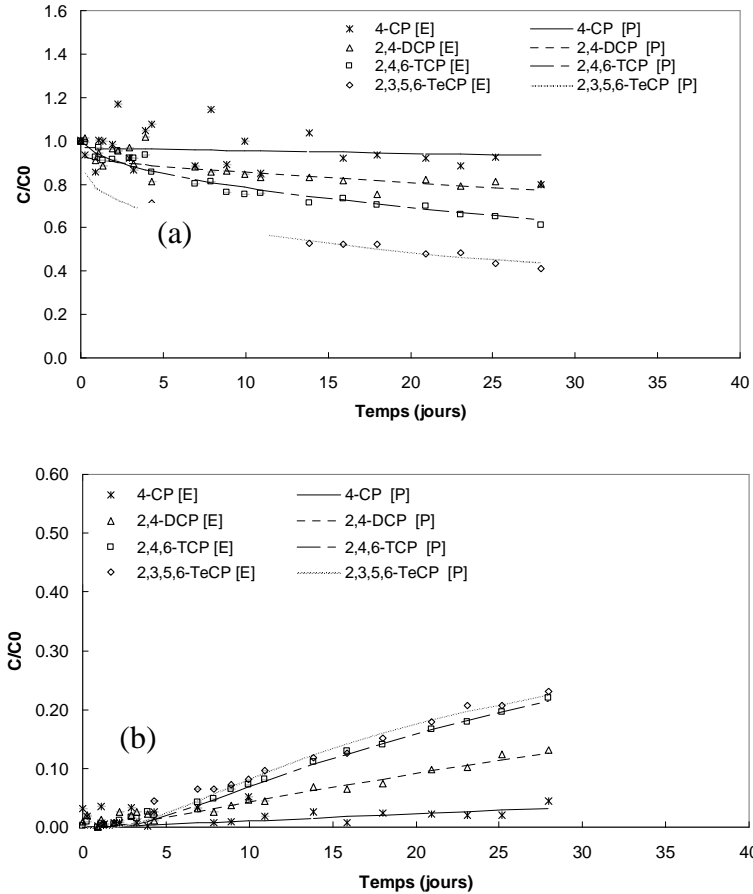 1.6
1.4
1.2
1.0
0.8
0.6
0.4
0.2
0.0
C/C0
4-CP [E] 4-CP [P]
2,4-DCP [E] 2,4-DCP [P]
2,4,6-TCP [E] 2,4,6-TCP [P]
2,3,5,6-TeCP [E] 2,3,5,6-TeCP [P]
(a)
0 5 10 15 20 25 30 35 40
Temps (jours)
0.60
0.50
0.40
0.30
0.20
0.10
0.00
C/C0
4-CP [E] 4-CP [P]
2,4-DCP [E] 2,4-DCP [P]
2,4,6-TCP [E] 2,4,6-TCP [P]
2,3,5,6-TeCP [E] 2,3,5,6-TeCP [P]
(b)
0 5 10 15 20 25 30 35 40
Temps (jours)